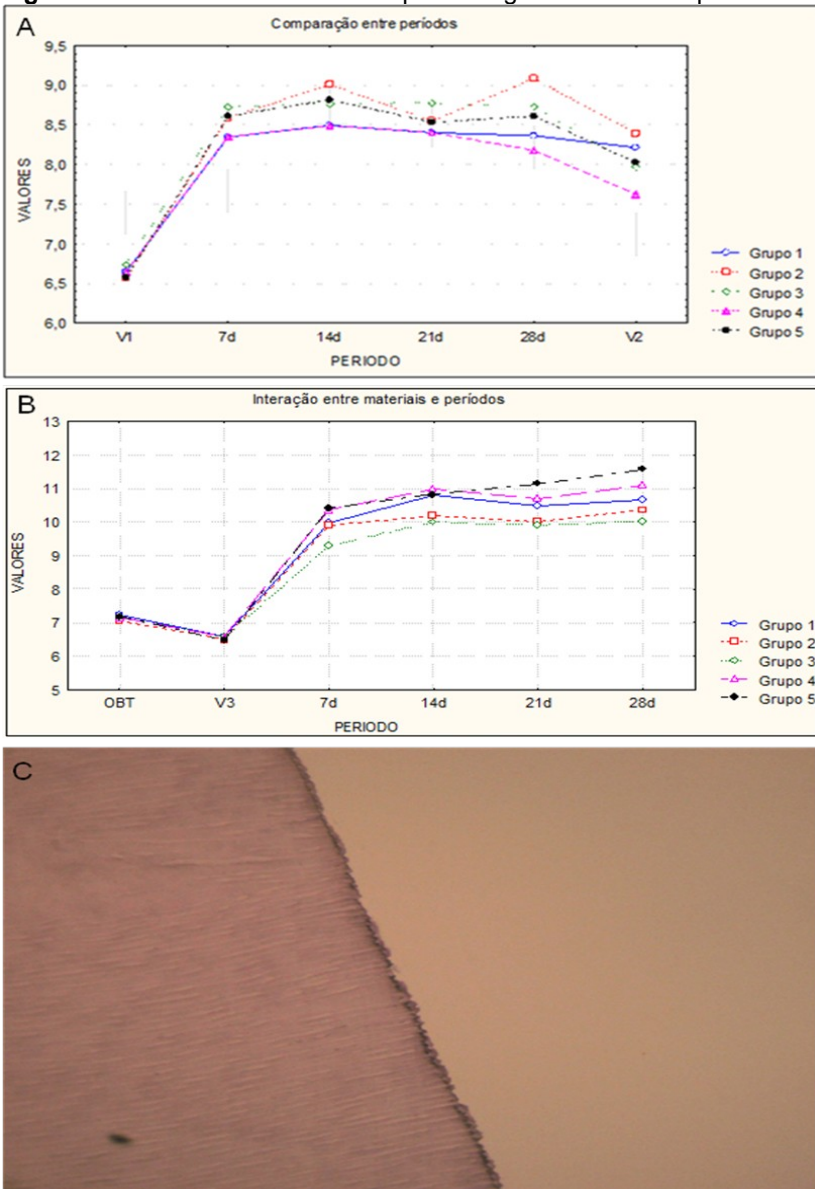 A
Comparação entre períodos
VALORES
9,5
9,0
8,5
8,0
7,5
7,0
6,5
6,0
V1 7d 14d 21d 28d V2
PERIODO
Grupo 1
Grupo 2
Grupo 3
Grupo 4
Grupo 5
B
Interação entre materiais e períodos
VALORES
13
12
11
10
9
8
7
6
5
OBT V3 7d 14d 21d 28d
PERIODO
Grupo 1
Grupo 2
Grupo 3
Grupo 4
Grupo 5
C